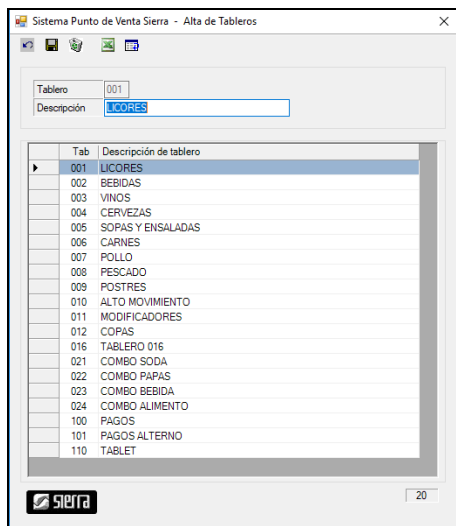 Sistema Punto de Venta Sierra - Alta de Tableros
Tablero 001
Descripción LICORES
Tab Descripción de tablero
001 LICORES
002 BEBIDAS
003 VINOS
004 CERVEZAS
005 SOPAS Y ENSALADAS
006 CARNES
007 POLLO
008 PESCADO
009 POSTRES
010 ALTO MOVIMIENTO
011 MODIFICADORES
012 COPAS
016 TABLERO 016
021 COMBO SODA
022 COMBO PAPAS
023 COMBO BEBIDA
024 COMBO ALIMENTO
100 PAGOS
101 PAGOS ALTERNO
110 TABLET
sierra
20